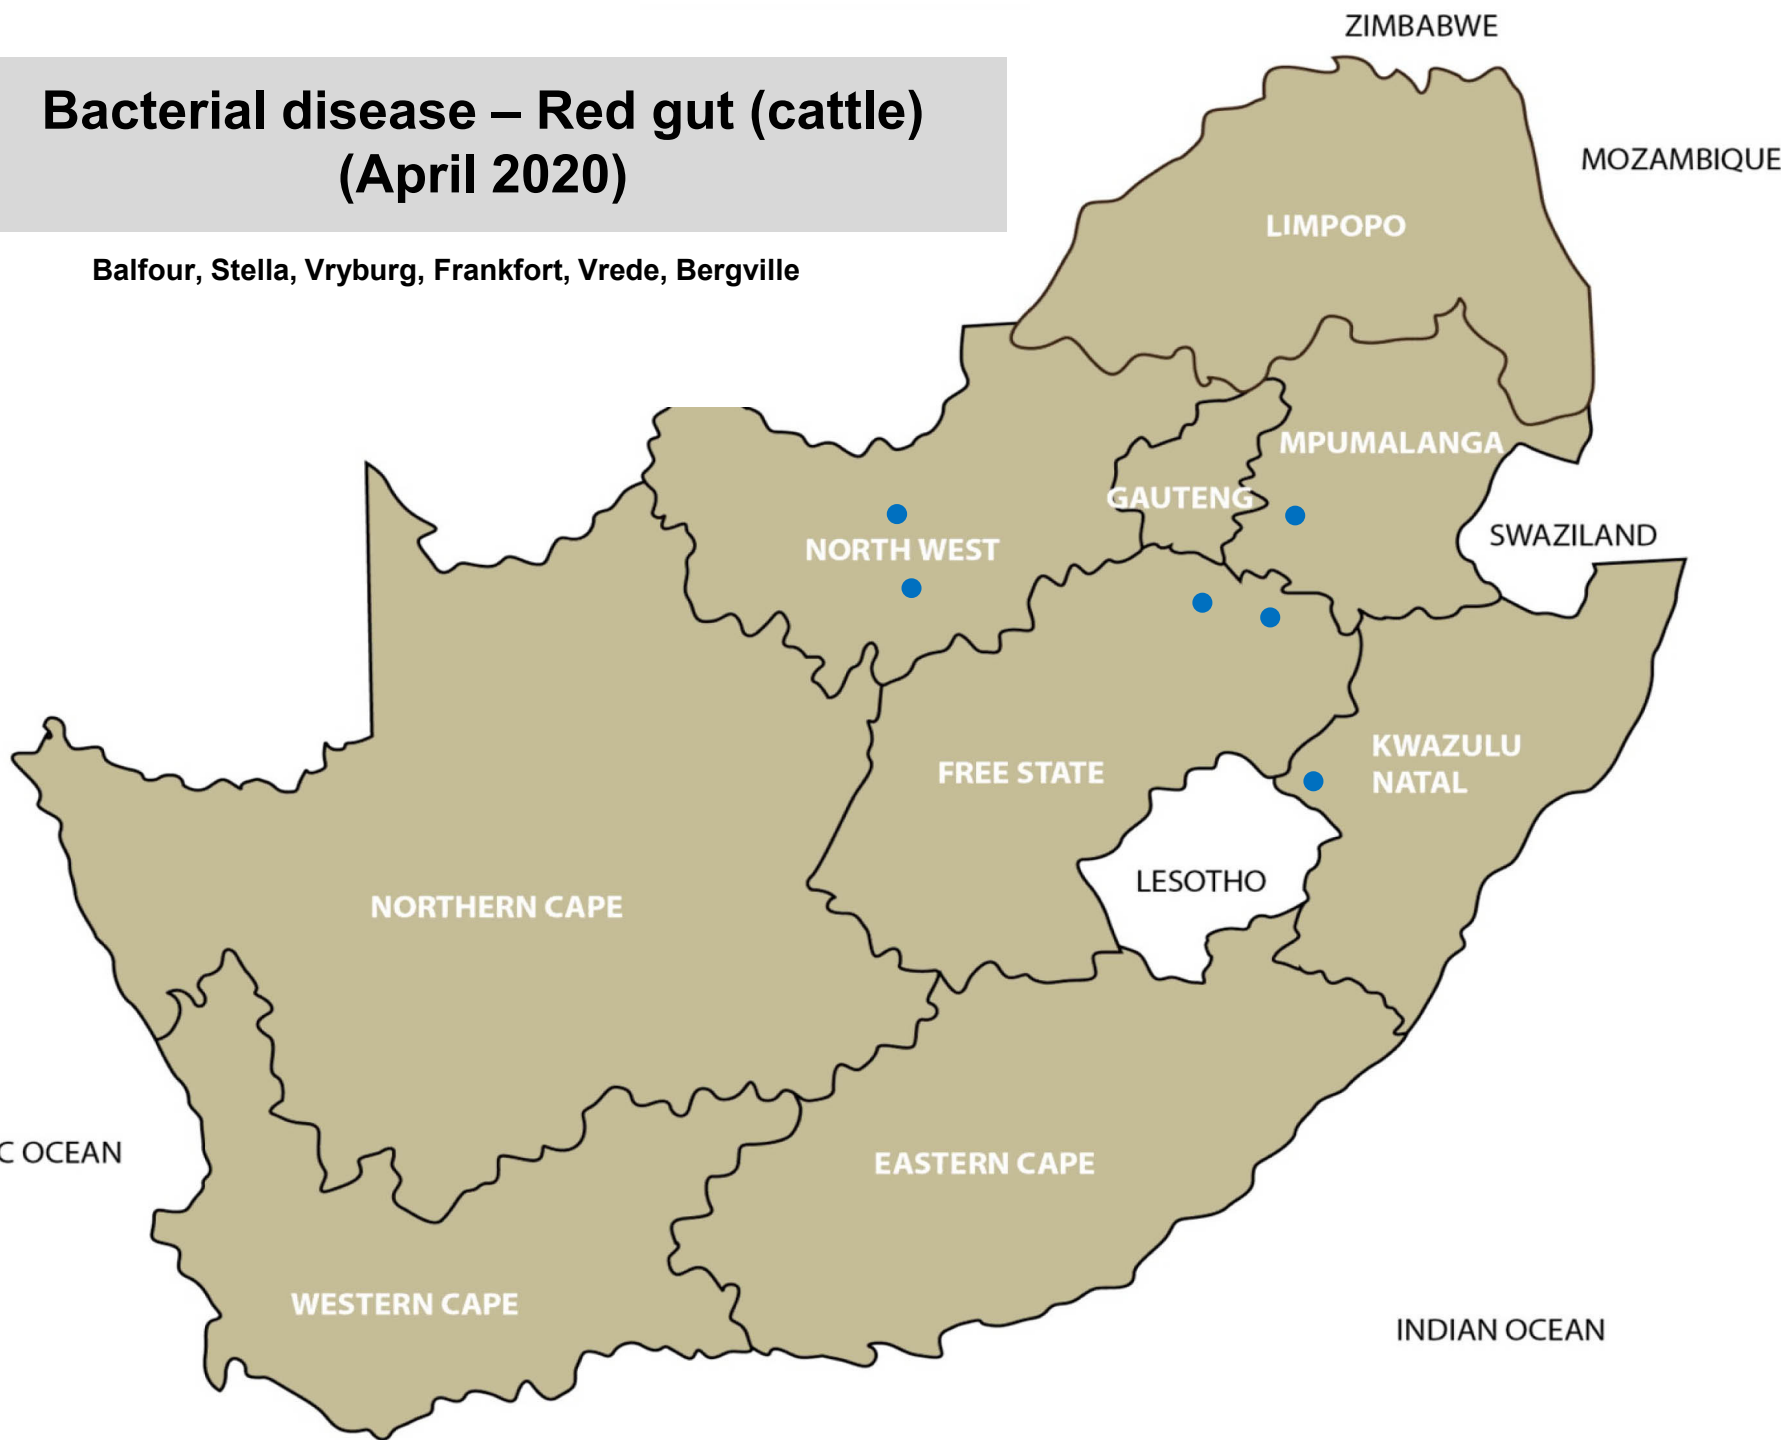 ZIMBABWE
Bacterial disease – Red gut (cattle)
(April 2020)
MOZAMBIQUE
LIMPOPO
Balfour, Stella, Vryburg, Frankfort, Vrede, Bergville
MPUMALANGA
GAUTENG
SWAZILAND
NORTH WEST
KWAZULU
NATAL
FREE STATE
LESOTHO
NORTHERN CAPE
C OCEAN
EASTERN CAPE
WESTERN CAPE
INDIAN OCEAN